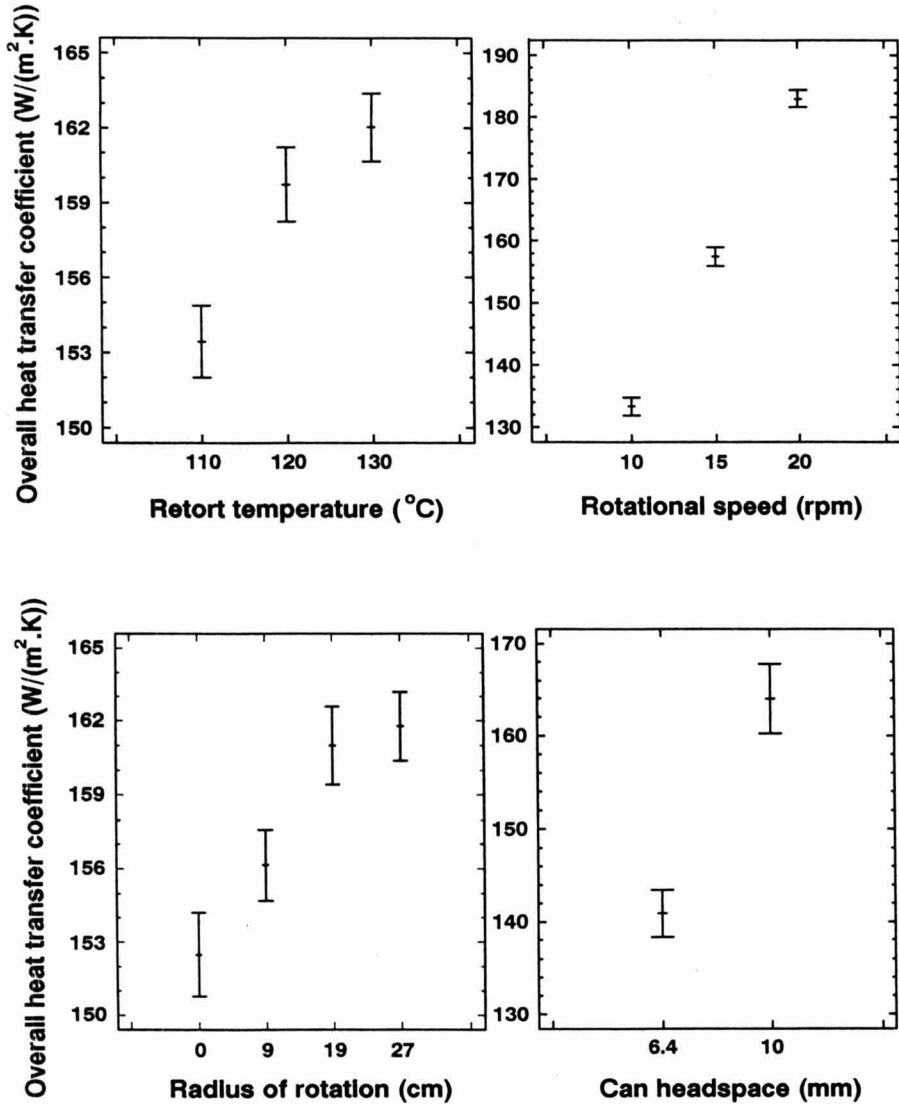 Overall heat transfer coefficient (W/(m².K))
165
162
159
156
153
150
110 120 130
Retort temperature (°C)
190
180
170
160
150
140
130
10 15 20
Rotational speed (rpm)
Overall heat transfer coefficient (W/(m².K))
165
162
159
156
153
150
0 9 19 27
Radius of rotation (cm)
170
160
150
140
130
6.4 10
Can headspace (mm)